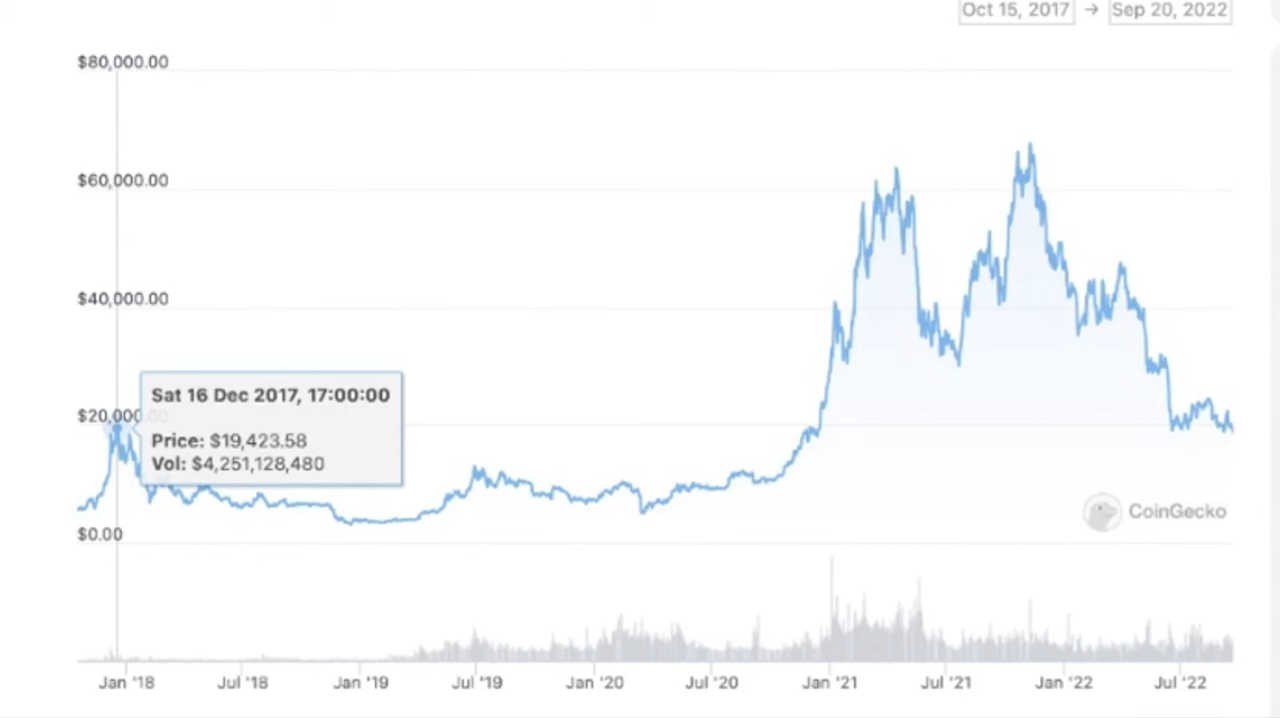 Oct 15, 2017 → Sep 20, 2022
$80,000.00
$60,000.00
$40,000.00
$20,000.00
$0.00
Sat 16 Dec 2017, 17:00:00
Price: $19,423.58
Vol: $4,251,128,480
CoinGecko
Jan '18 Jul '18 Jan '19 Jul '19 Jan '20 Jul '20 Jan '21 Jul '21 Jan '22 Jul '22